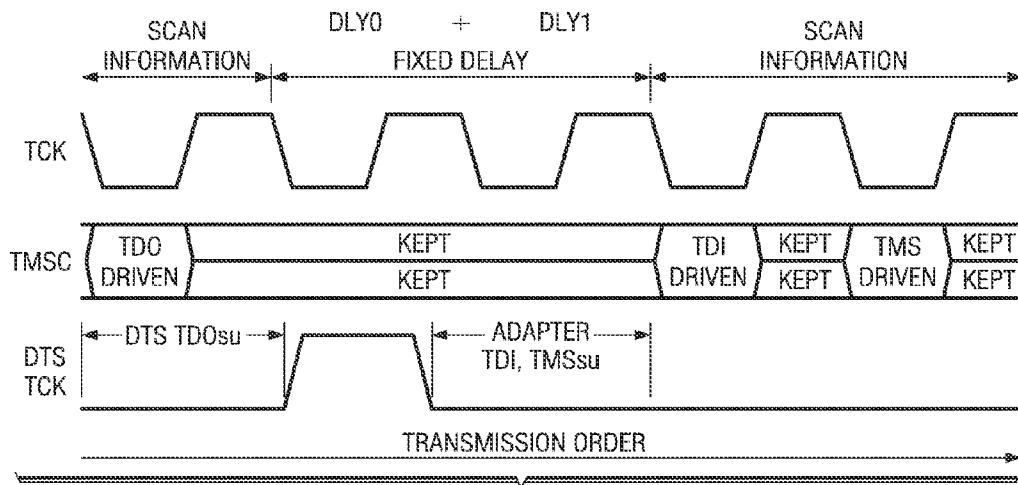 SCAN INFORMATION
DLY0 + DLY1
FIXED DELAY
SCAN INFORMATION
TCK
TMSC
TDO DRIVEN
KEPT
KEPT
TDI DRIVEN
KEPT
KEPT
TMS DRIVEN
KEPT
KEPT
DTS TCK
DTS TDOsu
ADAPTER
TDI, TMSsu
TRANSMISSION ORDER